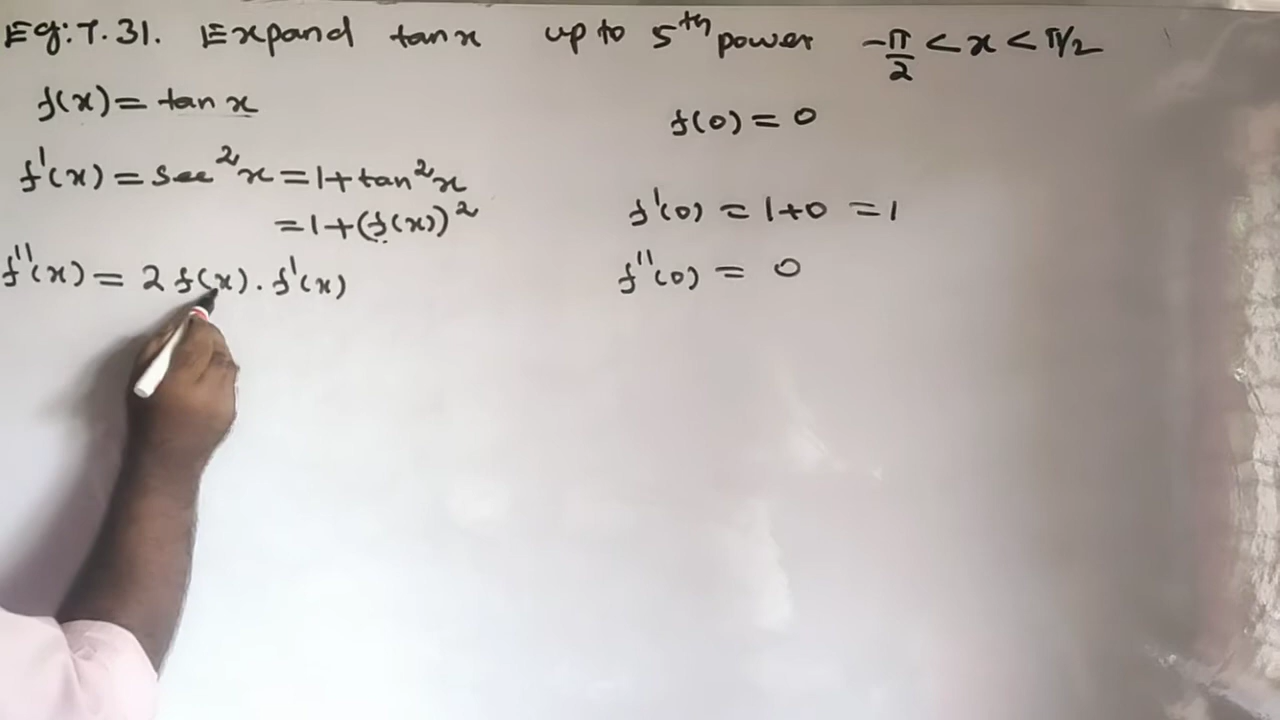 Eg: 7.31. Expand tan x up to 5th power -π/2 < x < π/2
f(x) = tan x
f(0) = 0
f'(x) = sec²x = 1 + tan²x
= 1 + (f(x))²
f'(0) = 1+0 = 1
f''(x) = 2 f(x) . f'(x)
f''(0) = 0